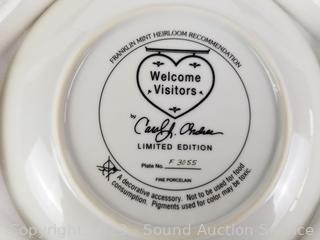 FRANKLIN MINT HEIRLOOM RECOMMENDATION
Welcome
Visitors
by
LIMITED EDITION
Plate No. F 3055
FINE PORCELAIN
A decorative accessory. Not to be used for food
consumption. Pigments used for color may be toxic.
Sound Auction Service